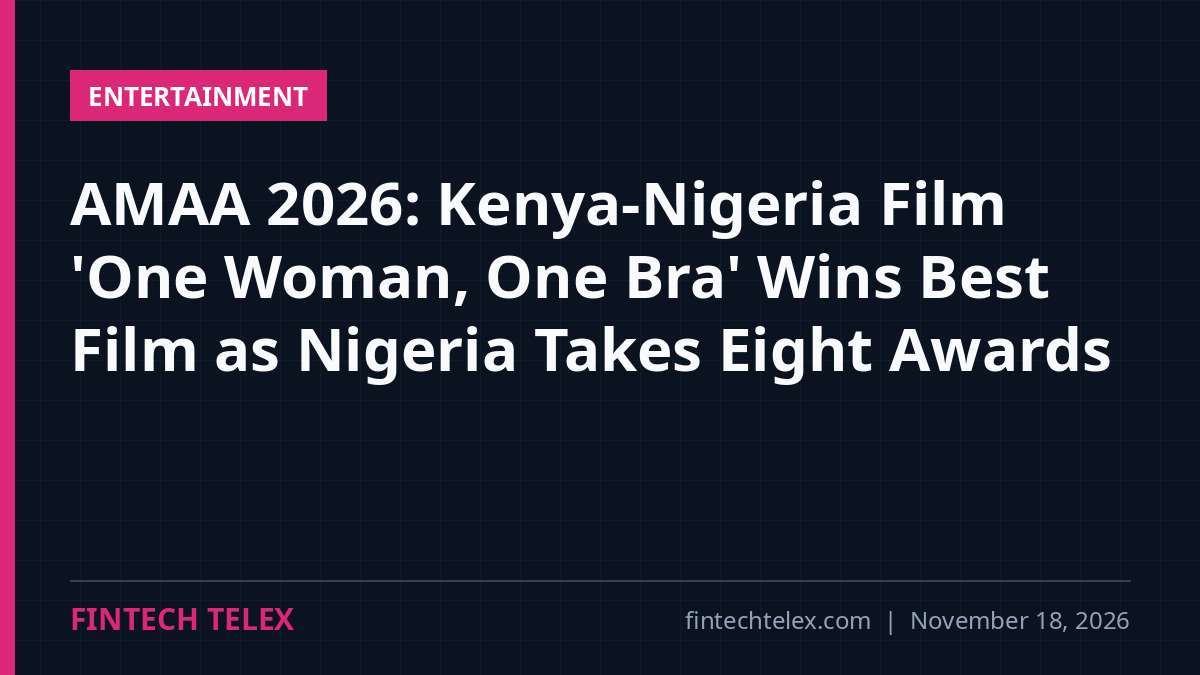 ENTERTAINMENT
AMAA 2026: Kenya-Nigeria Film
'One Woman, One Bra' Wins Best
Film as Nigeria Takes Eight Awards
FINTECH TELEX
fintechtelex.com | November 18, 2026